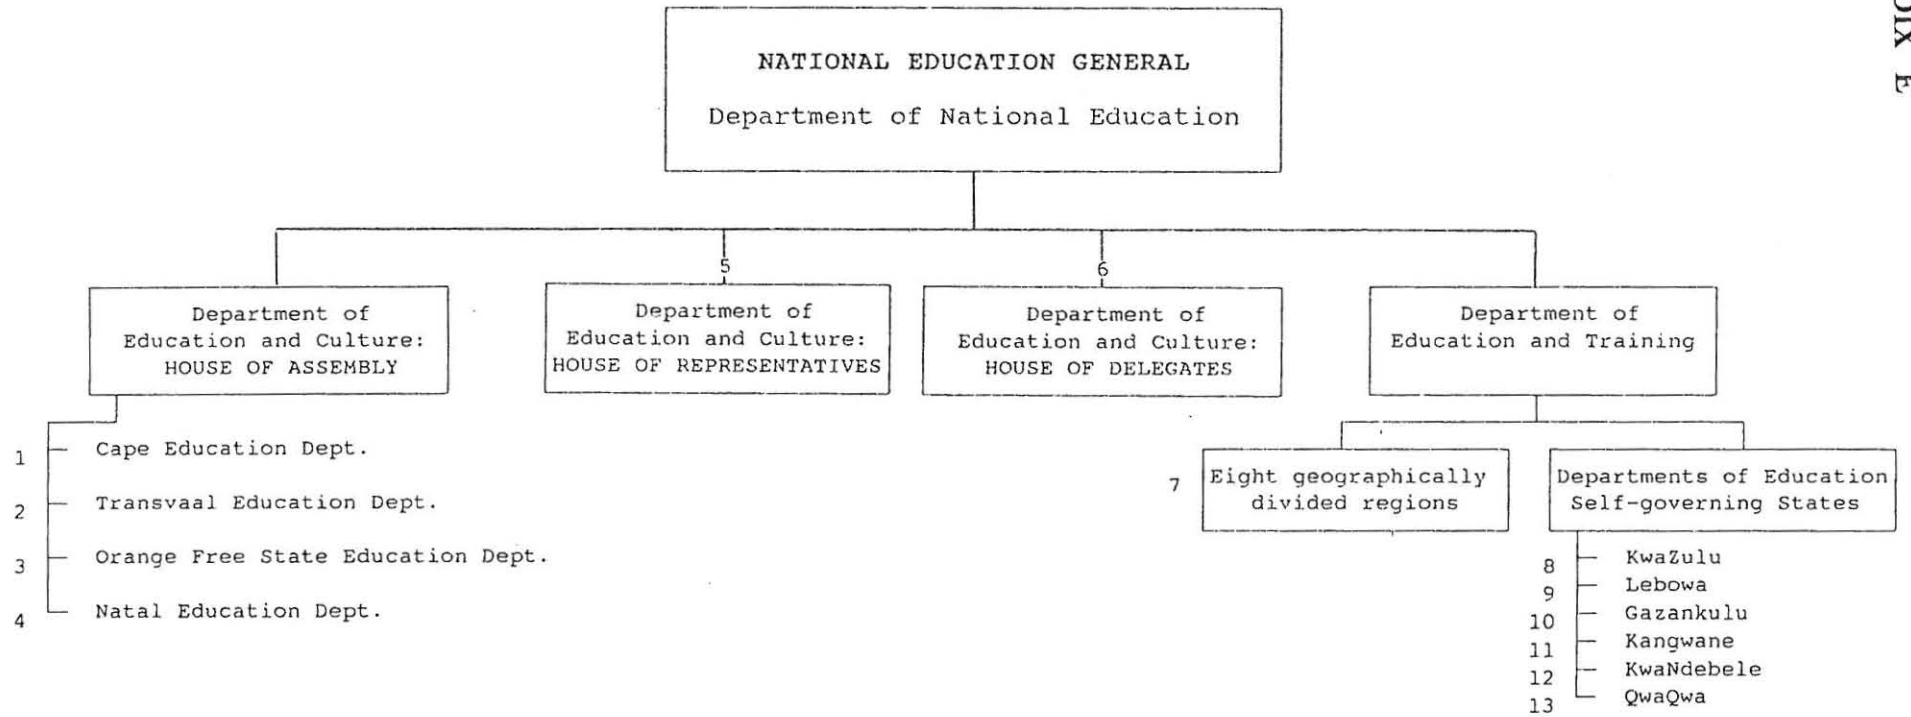 DIX E
NATIONAL EDUCATION GENERAL
Department of National Education
5
6
Department of
Education and Culture:
HOUSE OF ASSEMBLY
Department of
Education and Culture:
HOUSE OF REPRESENTATIVES
Department of
Education and Culture:
HOUSE OF DELEGATES
Department of
Education and Training
1 Cape Education Dept.
2 Transvaal Education Dept.
3 Orange Free State Education Dept.
4 Natal Education Dept.
7
Eight geographically
divided regions
Departments of Education
Self-governing States
8 KwaZulu
9 Lebowa
10 Gazankulu
11 Kangwane
12 KwaNdebele
13 QwaQwa